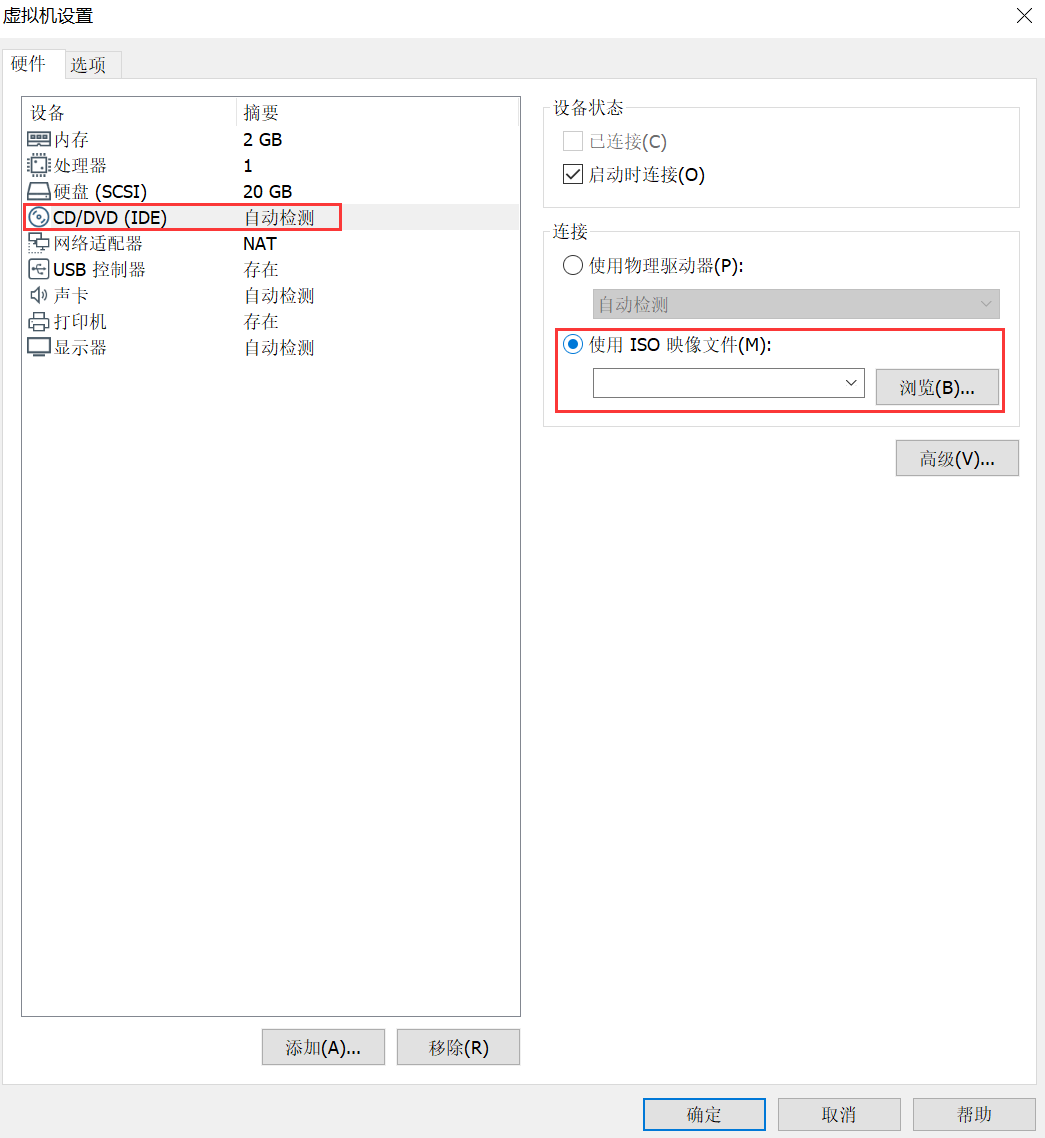 虚拟机设置
硬件 选项
设备 摘要
内存 2 GB
处理器 1
硬盘 (SCSI) 20 GB
CD/DVD (IDE) 自动检测
网络适配器 NAT
USB 控制器 存在
声卡 自动检测
打印机 存在
显示器 自动检测
添加(A)... 移除(R)
设备状态
已连接(C)
启动时连接(O)
连接
使用物理驱动器(P):
自动检测
使用 ISO 映像文件(M):
浏览(B)...
高级(V)...
确定 取消 帮助